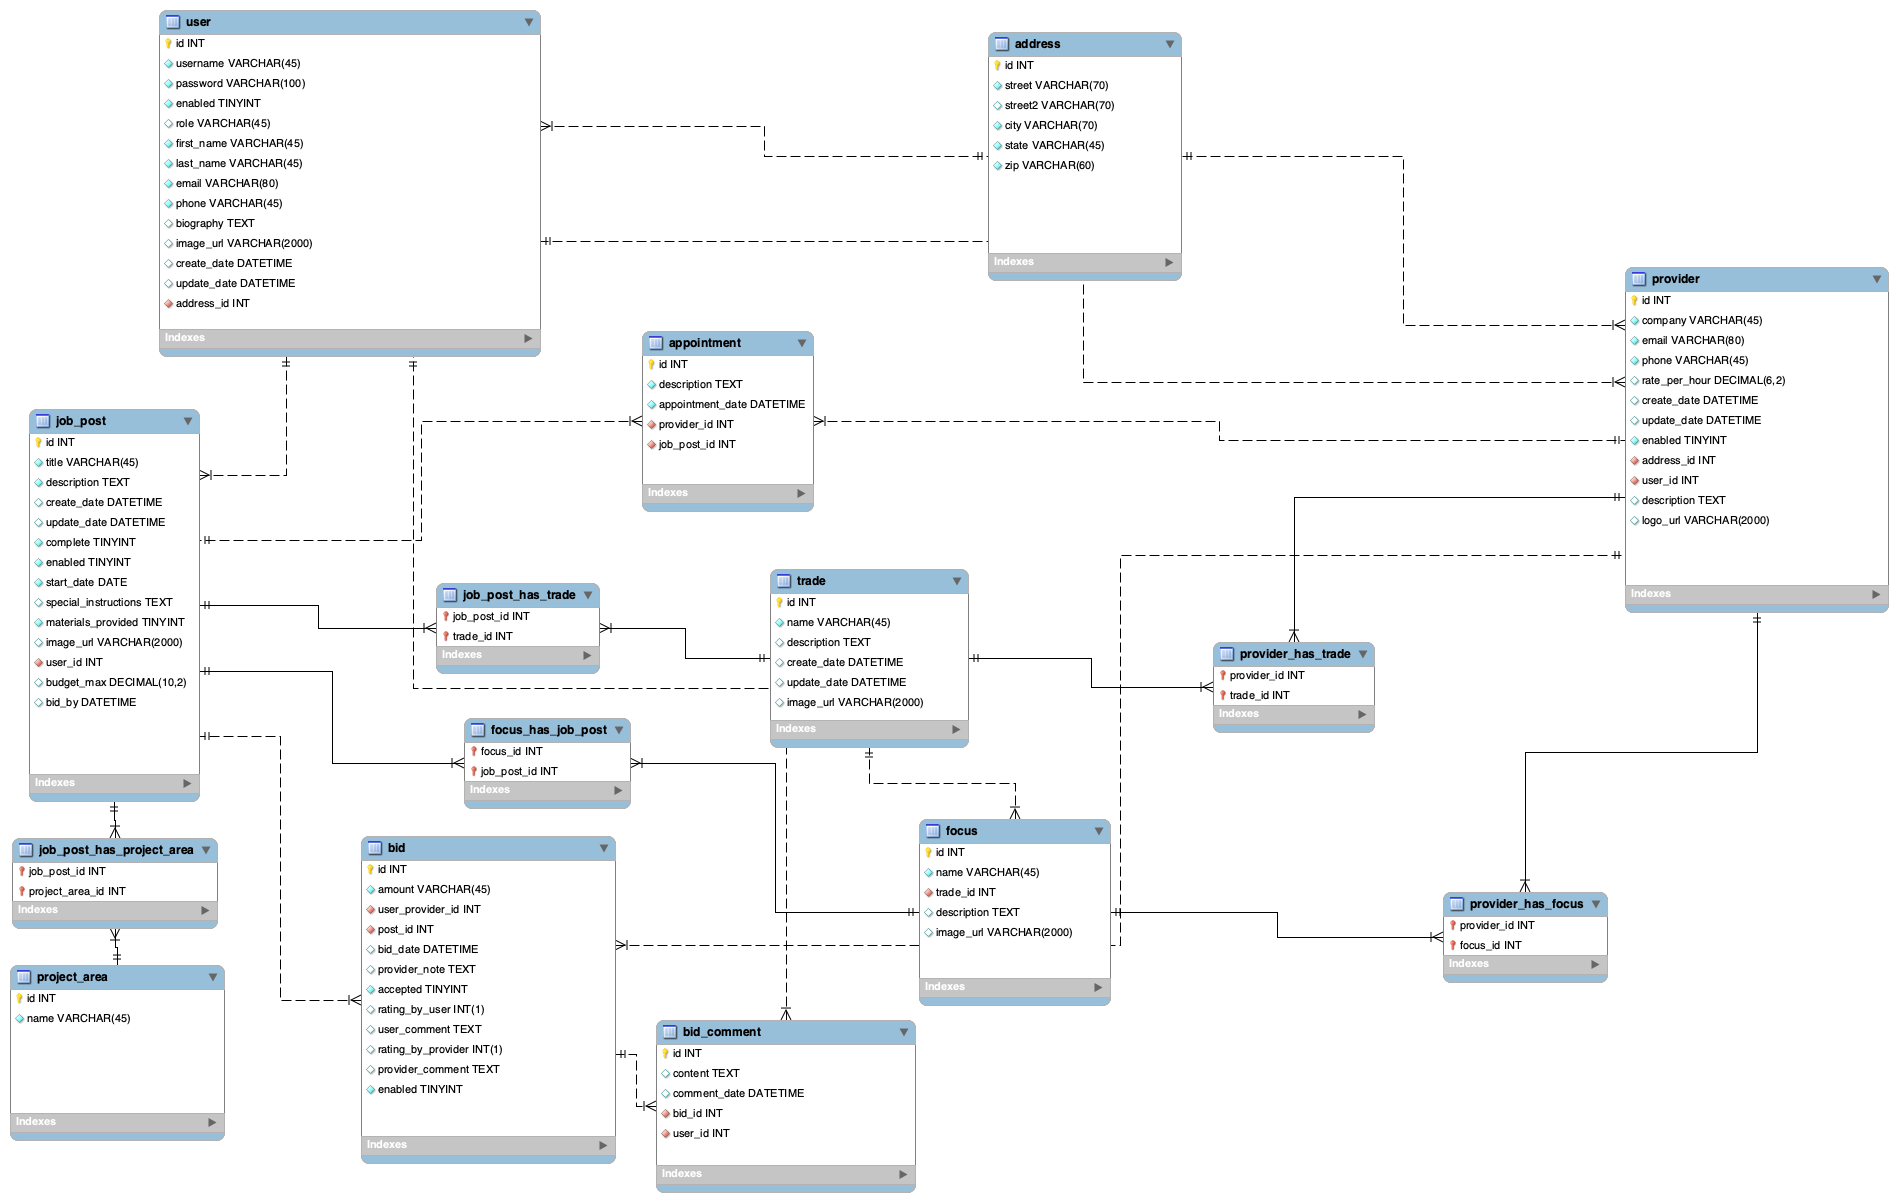 user
id INT
username VARCHAR(45)
password VARCHAR(100)
enabled TINYINT
role VARCHAR(45)
first_name VARCHAR(45)
last_name VARCHAR(45)
email VARCHAR(80)
phone VARCHAR(45)
biography TEXT
image_url VARCHAR(2000)
create_date DATETIME
update_date DATETIME
address_id INT
Indexes
address
id INT
street VARCHAR(70)
street2 VARCHAR(70)
city VARCHAR(70)
state VARCHAR(45)
zip VARCHAR(60)
Indexes
provider
id INT
company VARCHAR(45)
email VARCHAR(80)
phone VARCHAR(45)
rate_per_hour DECIMAL(6,2)
create_date DATETIME
update_date DATETIME
enabled TINYINT
address_id INT
user_id INT
description TEXT
logo_url VARCHAR(2000)
Indexes
appointment
id INT
description TEXT
appointment_date DATETIME
provider_id INT
job_post_id INT
Indexes
job_post
id INT
title VARCHAR(45)
description TEXT
create_date DATETIME
update_date DATETIME
complete TINYINT
enabled TINYINT
start_date DATE
special_instructions TEXT
materials_provided TINYINT
image_url VARCHAR(2000)
user_id INT
budget_max DECIMAL(10,2)
bid_by DATETIME
Indexes
job_post_has_trade
job_post_id INT
trade_id INT
Indexes
trade
id INT
name VARCHAR(45)
description TEXT
create_date DATETIME
update_date DATETIME
image_url VARCHAR(2000)
Indexes
provider_has_trade
provider_id INT
trade_id INT
Indexes
focus_has_job_post
focus_id INT
job_post_id INT
Indexes
job_post_has_project_area
job_post_id INT
project_area_id INT
Indexes
bid
id INT
amount VARCHAR(45)
user_provider_id INT
post_id INT
bid_date DATETIME
provider_note TEXT
accepted TINYINT
rating_by_user INT(1)
user_comment TEXT
rating_by_provider INT(1)
provider_comment TEXT
enabled TINYINT
Indexes
focus
id INT
name VARCHAR(45)
trade_id INT
description TEXT
image_url VARCHAR(2000)
Indexes
provider_has_focus
provider_id INT
focus_id INT
Indexes
project_area
id INT
name VARCHAR(45)
Indexes
bid_comment
id INT
content TEXT
comment_date DATETIME
bid_id INT
user_id INT
Indexes